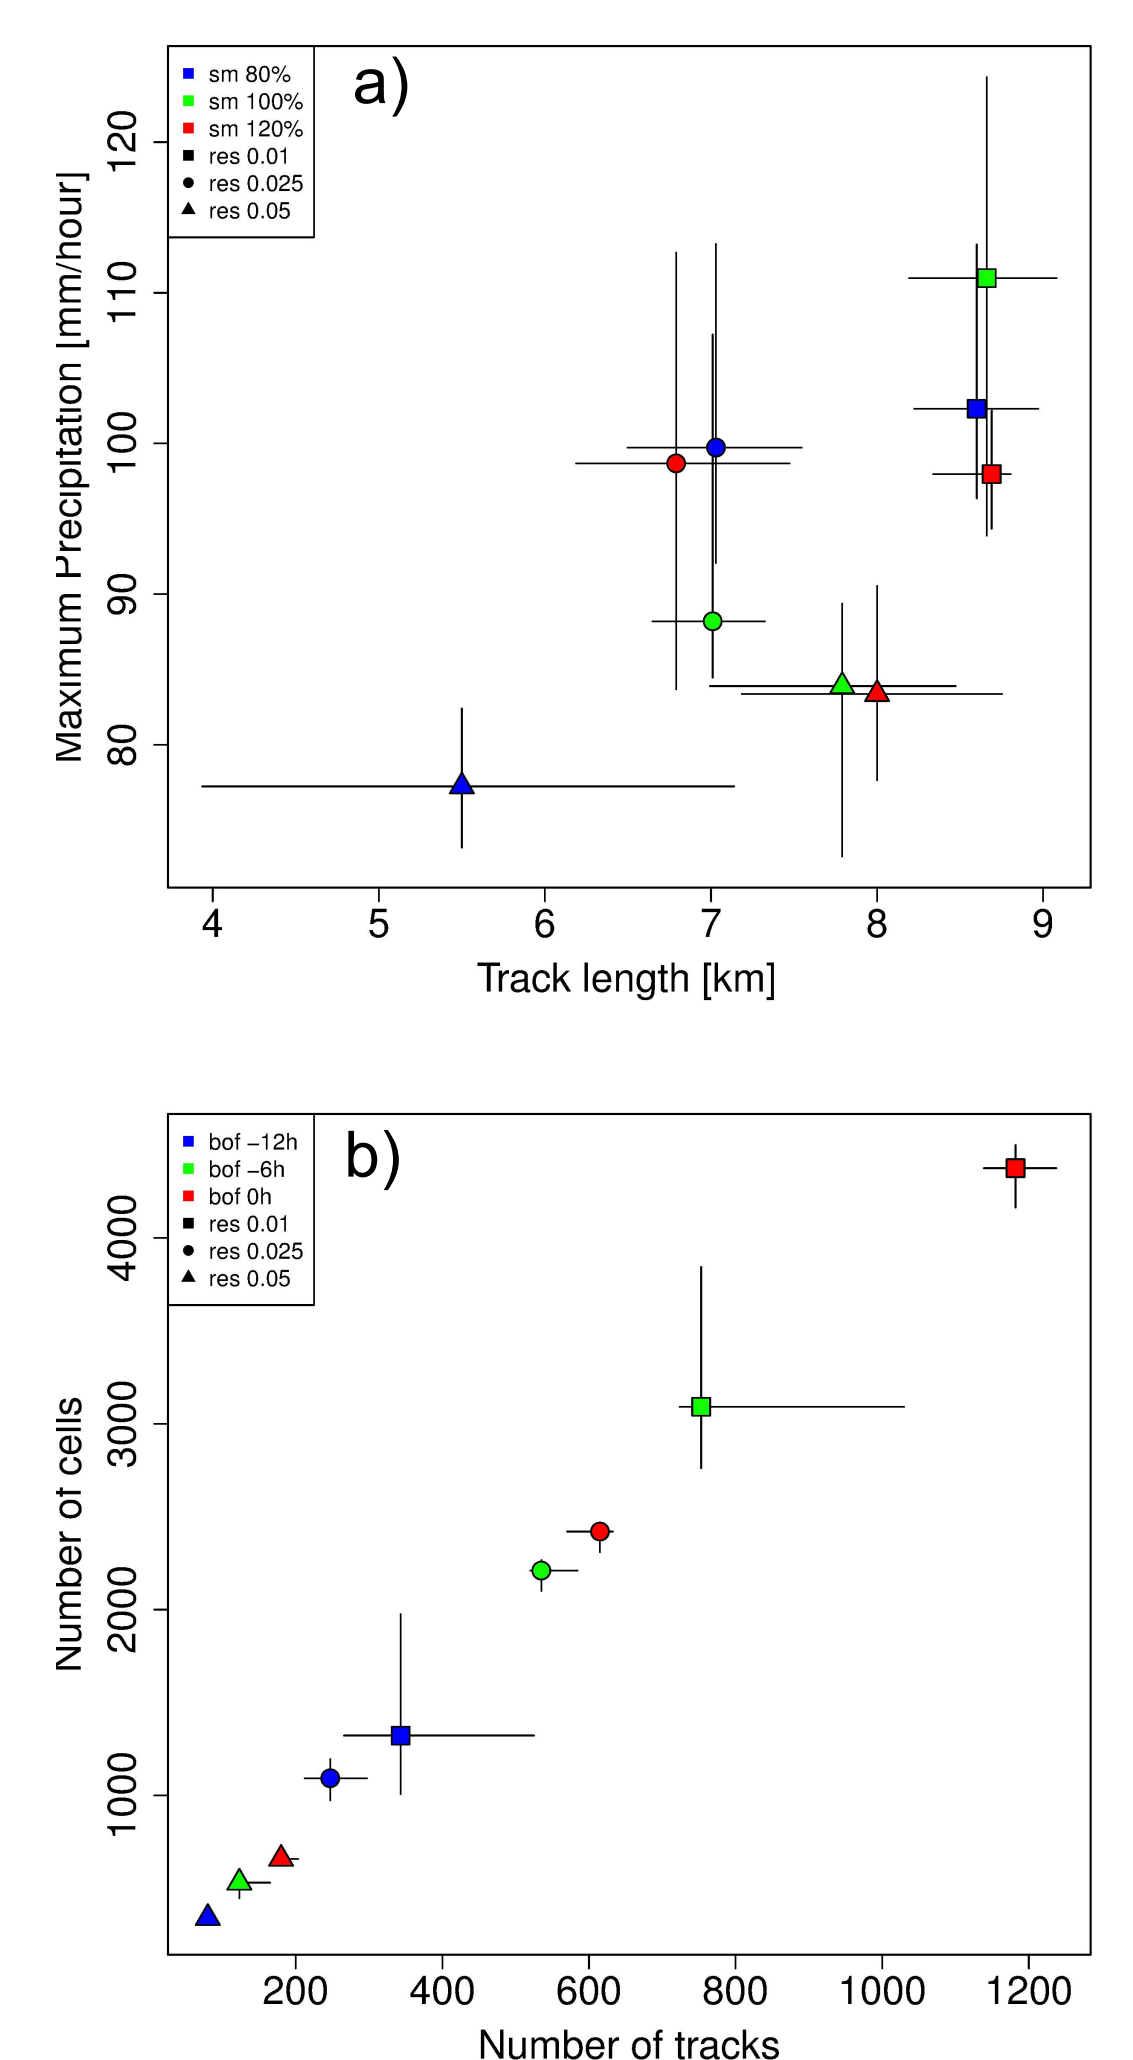 a)
sm 80%
sm 100%
sm 120%
res 0.01
res 0.025
res 0.05
120
110
100
90
80
Maximum Precipitation [mm/hour]
4 5 6 7 8 9
Track length [km]
b)
bof −12h
bof −6h
bof 0h
res 0.01
res 0.025
res 0.05
4000
3000
2000
1000
Number of cells
200 400 600 800 1000 1200
Number of tracks